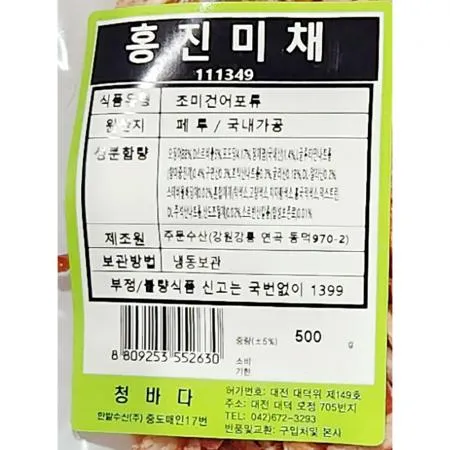 홍진미채
111349
식품유형 조미건어포류
원산지 페루 / 국내가공
성분함량
제조원 주문수산(강원강릉 연곡 동덕970-2)
보관방법 냉동보관
부정/불량식품 신고는 국번없이 1399
중량(±5%) 500 g
소비
기한
8 809253 552630
청바다
한밭수산(주) 중도매인17번
허가번호: 대전 대덕위 제149호
주소: 대전 대덕 오정 705번지
TEL: (042)672-3293
반품및교환: 구입처및 본사